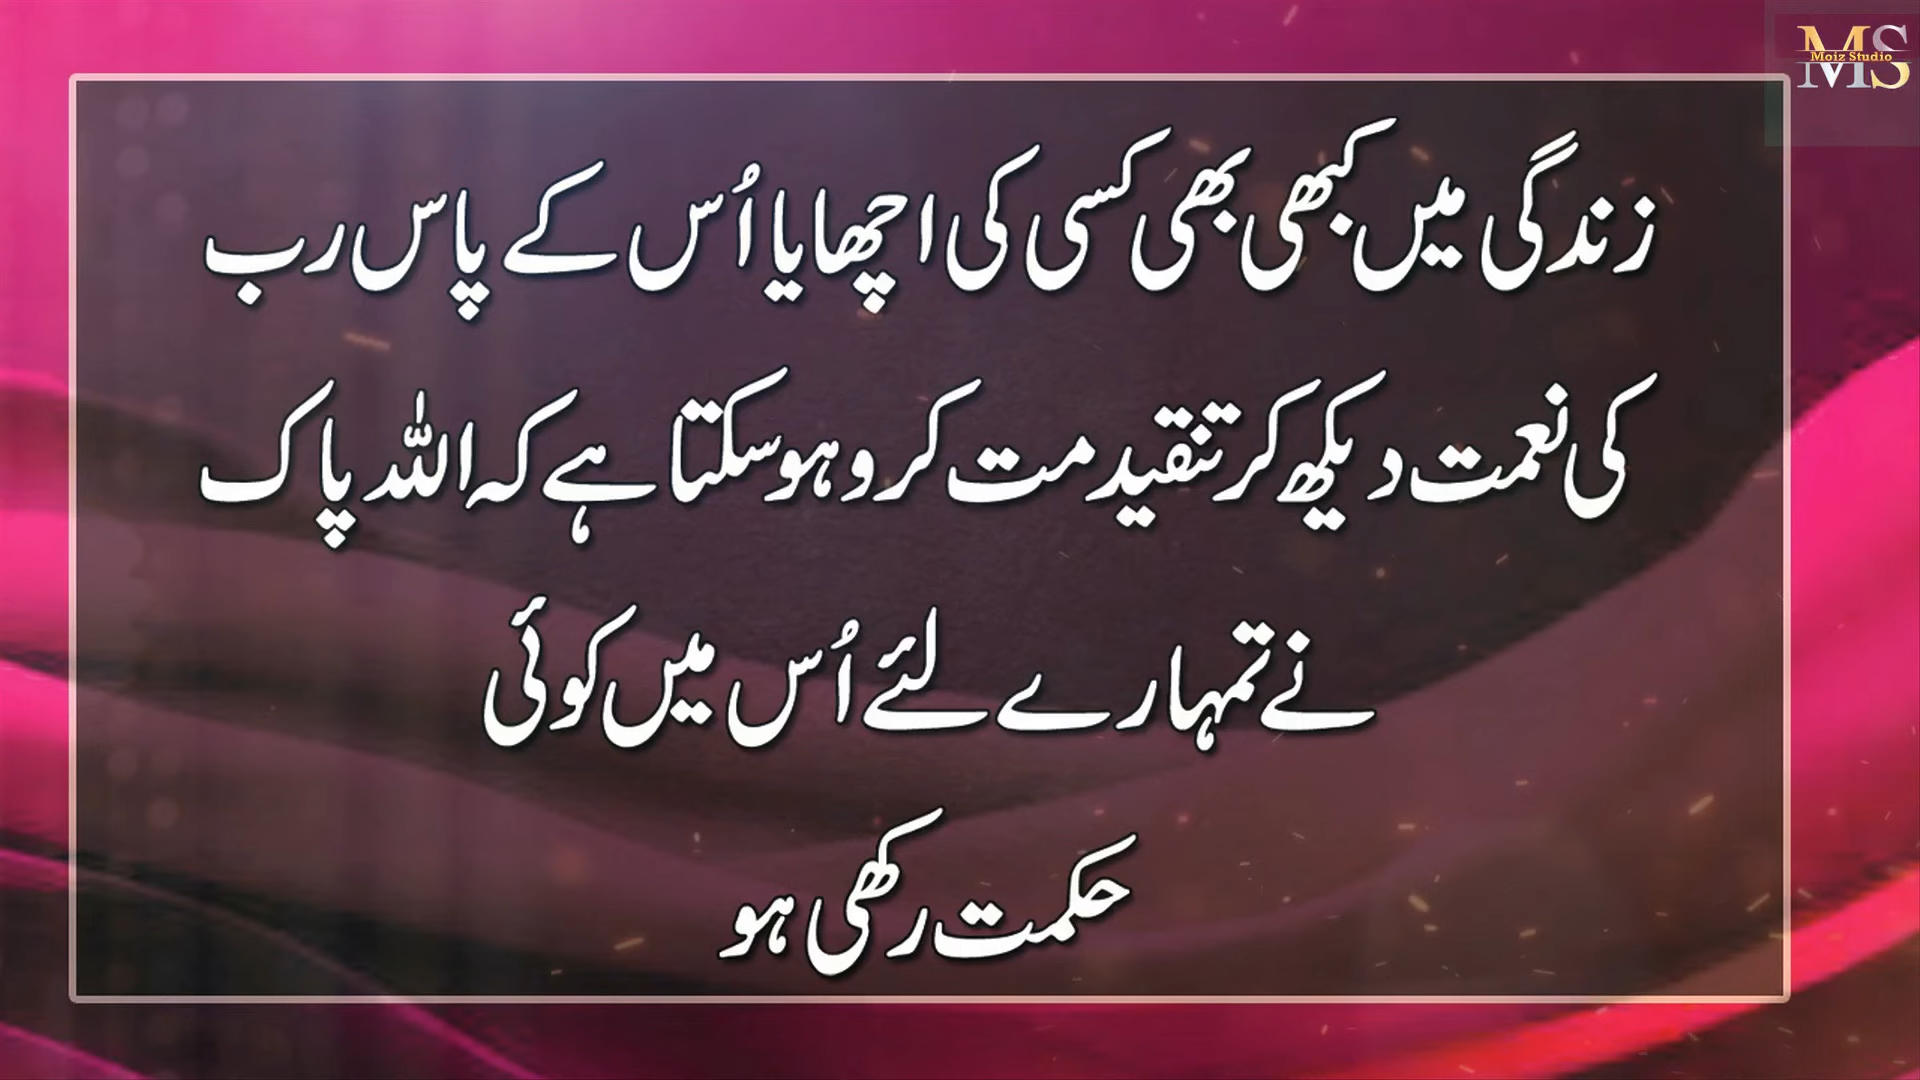 MS
Moiz Studio
زندگی میں کبھی بھی کسی کی اچھا یا اُس کے پاس رب
کی نعمت دیکھ کر تنقید مت کرو ہو سکتا ہے کہ اللہ پاک
نے تمہارے لئے اُس میں کوئی
حکمت رکھی ہو